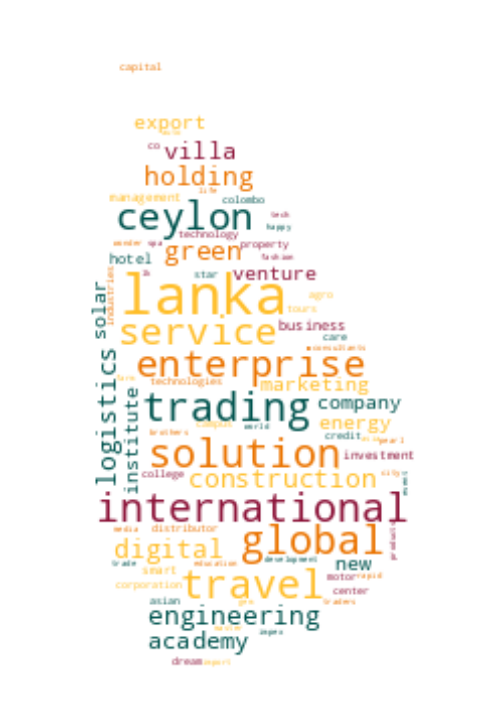 capital
export
co villa
holding
life
management colombo
ceylon tech
happy
technology
wonder spa green property
hotel fashion
lk star venture
solar industries lanka agro
tours
service business
care
consultants
enterprise
technologies marketing
logistics institute trading company
campus energy
brothers world credit
pearl
solution investment
college construction city
event
international
media distributor products
digital global
trade development new
smart education motor rapid
corporation travel center
asian traders
engineering
impex
academy
dream import